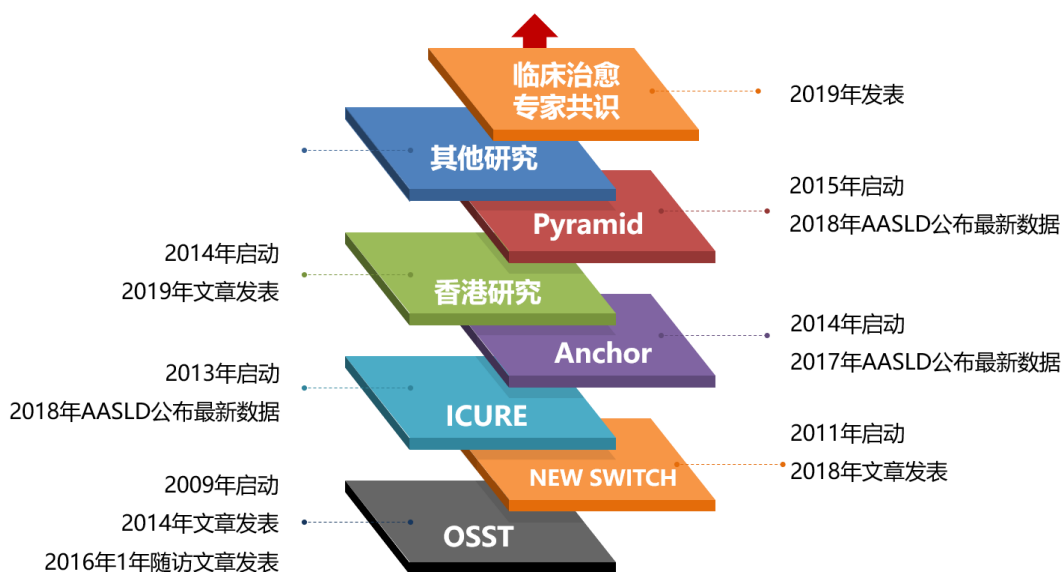 临床治愈
专家共识
2019年发表
其他研究
2015年启动
2018年AASLD公布最新数据
Pyramid
2014年启动
2019年文章发表
香港研究
2014年启动
2017年AASLD公布最新数据
Anchor
2013年启动
2018年AASLD公布最新数据
ICURE
2011年启动
2018年文章发表
NEW SWITCH
2009年启动
2014年文章发表
2016年1年随访文章发表
OSST